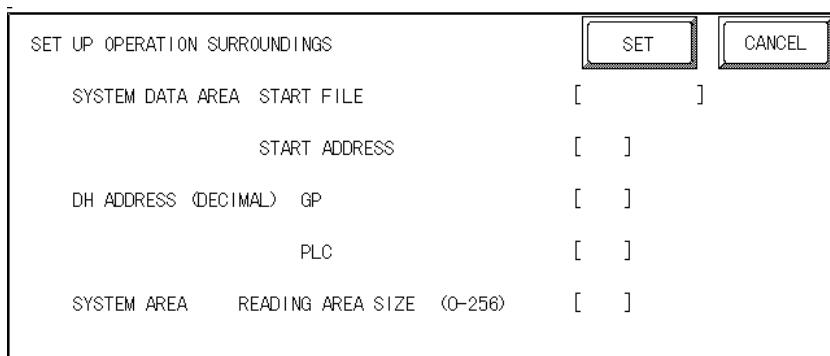 SET UP OPERATION SURROUNDINGS SET CANCEL
SYSTEM DATA AREA START FILE [ ]
START ADDRESS [ ]
DH ADDRESS (DECIMAL) GP [ ]
PLC [ ]
SYSTEM AREA READING AREA SIZE (0-256) [ ]